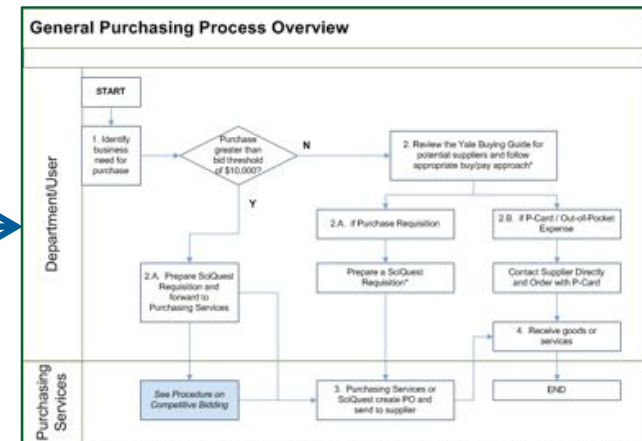 General Purchasing Process Overview
Department/User
START
1. Identify
business
need for
purchase
Purchase
greater than
bid threshold
of $10,000?
N
Y
2. Review the Yale Buying Guide for
potential suppliers and follow
appropriate buy/pay approach*
2.A. If Purchase Requisition
2.B. If P-Card / Out-of-Pocket
Expense
2.A. Prepare SciQuest
Requisition and
forward to
Purchasing Services
Prepare a SciQuest
Requisition*
Contact Supplier Directly
and Order with P-Card
4. Receive goods or
services
Purchasing
Services
See Procedure on
Competitive Bidding
3. Purchasing Services or
SciQuest create PO and
send to supplier
END